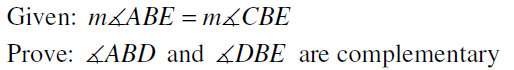 Given: m∡ABE = m∡CBE
Prove: ∡ABD and ∡DBE are complementary